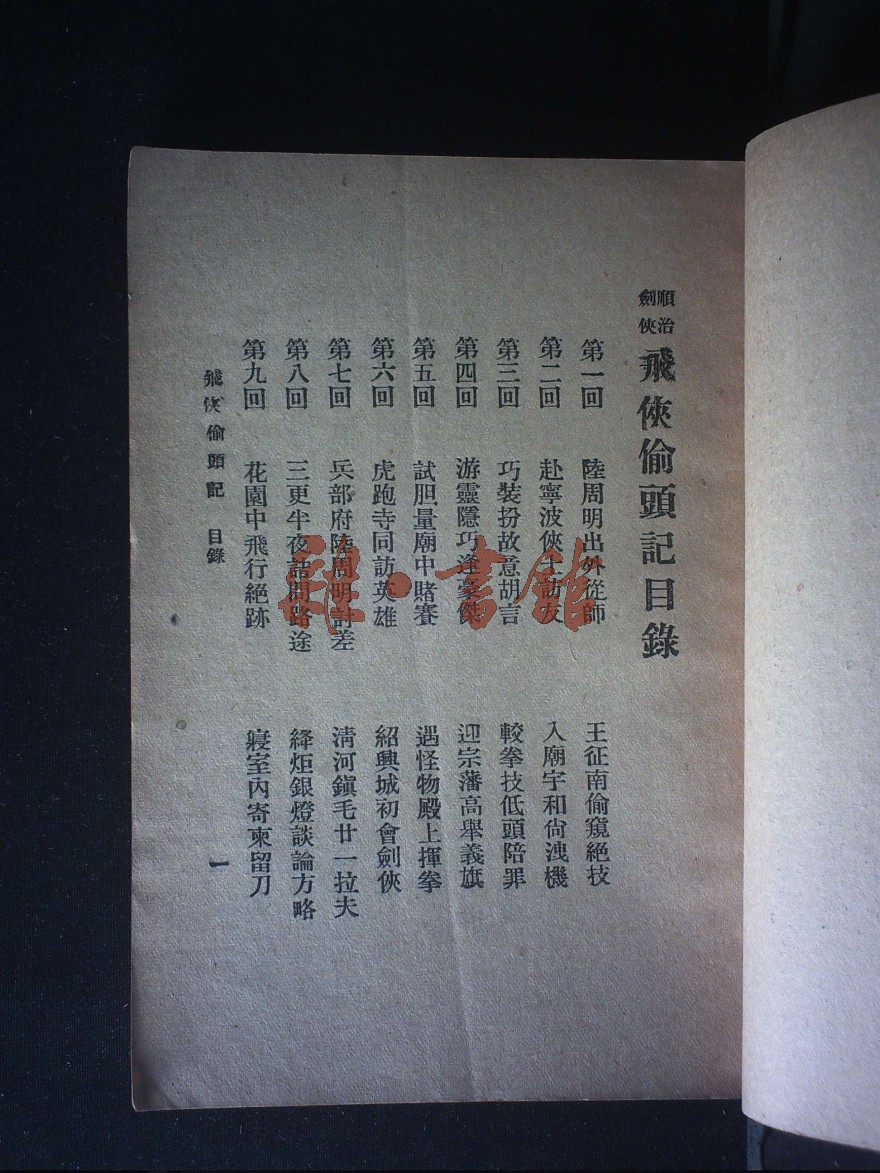 順治
劍俠
飛俠偷頭記目錄
第一回 陸周明出外從師 王征南偷窺絕技
第二回 赴寧波俠士訪友 入廟宇和尙洩機
第三回 巧裝扮故意胡言 較拳技低頭陪罪
第四回 游靈隱巧逢豪傑 迎宗藩高舉義旗
第五回 試胆量廟中賭賽 遇怪物殿上揮拳
第六回 虎跑寺同訪英雄 紹興城初會劍俠
第七回 兵部府陸周明討差 淸河鎭毛廿一拉夫
第八回 三更半夜詰問路途 絳炬銀燈談論方略
第九回 花園中飛行絕跡 寢室內寄柬留刀
飛俠偷頭記 目錄
一